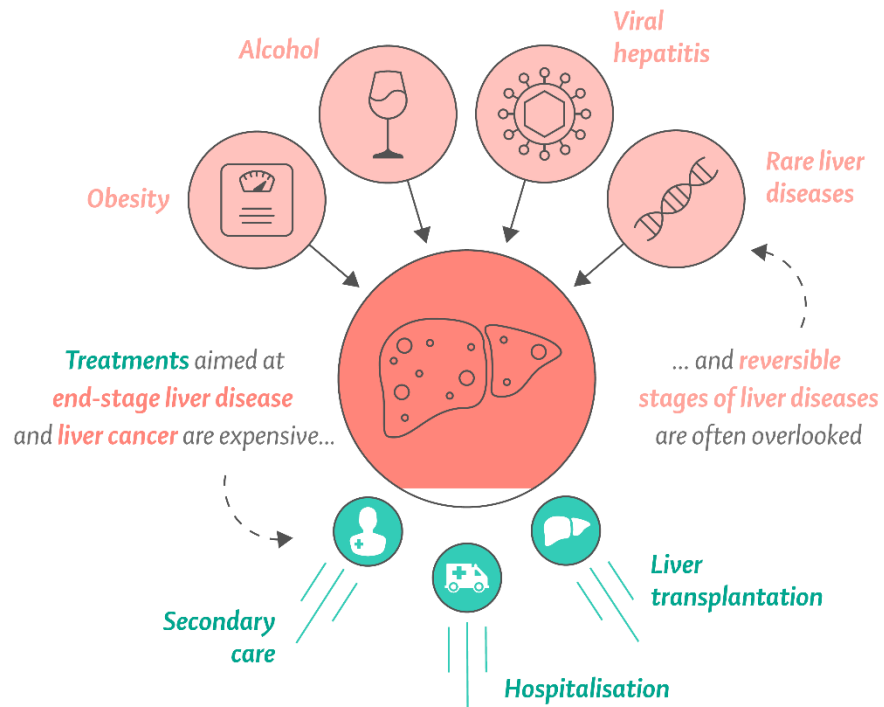 Alcohol
Viral
hepatitis
Obesity
Rare liver
diseases
Treatments aimed at
end-stage liver disease
and liver cancer are expensive...
... and reversible
stages of liver diseases
are often overlooked
Secondary
care
Hospitalisation
Liver
transplantation